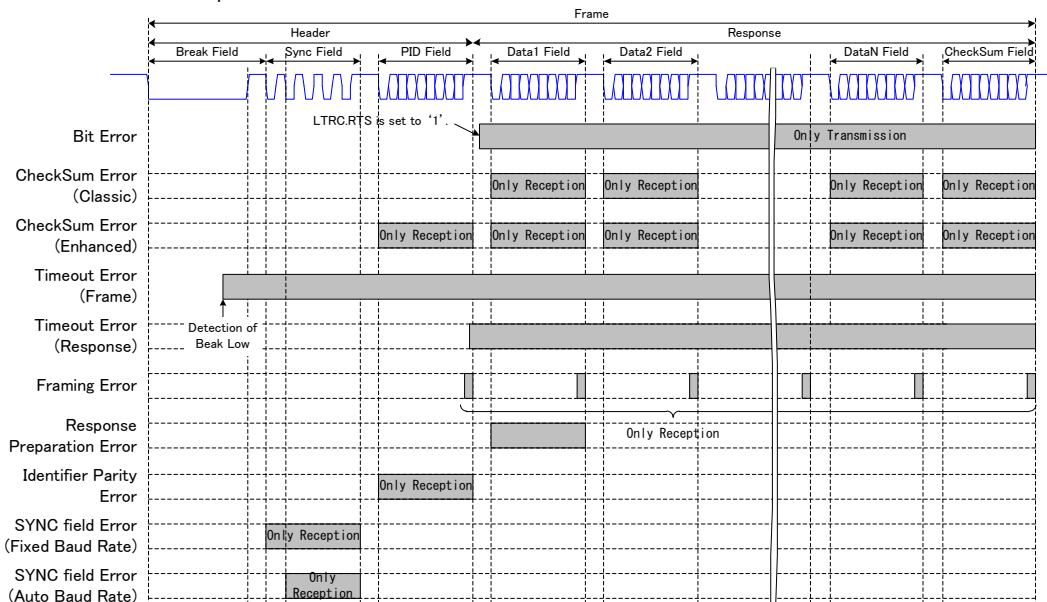 Frame
Header Response
Break Field Sync Field PID Field Data1 Field Data2 Field DataN Field CheckSum Field
LTRC.RTS is set to ‘1’.
Bit Error Only Transmission
CheckSum Error
(Classic)
Only Reception Only Reception Only Reception Only Reception
CheckSum Error
(Enhanced)
Only Reception Only Reception Only Reception Only Reception Only Reception
Timeout Error
(Frame)
Detection of
Beak Low
Timeout Error
(Response)
Framing Error
Only Reception
Response
Preparation Error
Identifier Parity
Error
Only Reception
SYNC field Error
(Fixed Baud Rate)
Only Reception
SYNC field Error
(Auto Baud Rate)
Only
Reception